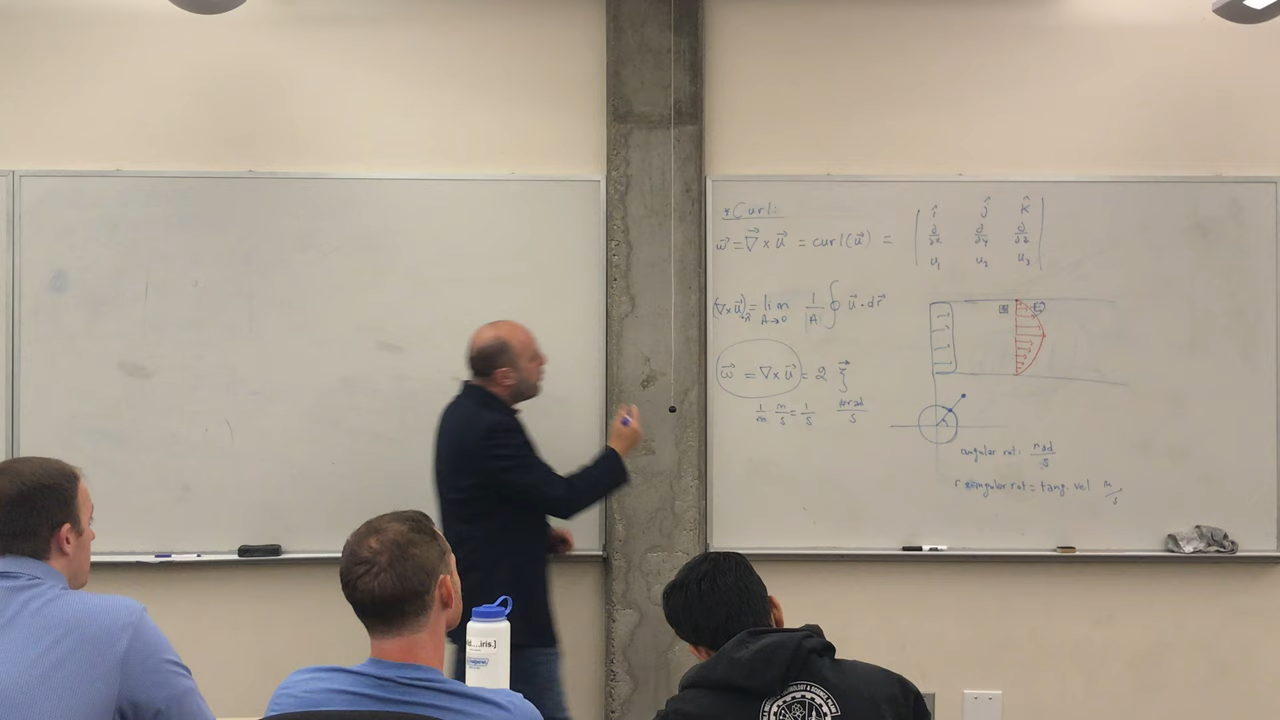 *Curl:
ω⃗ = ∇⃗ × u⃗ = curl(u⃗) =
î ĵ k̂
∂/∂x ∂/∂y ∂/∂z
u₁ u₂ u₃
(∇×u⃗)·n̂ = lim A→0 1/|A| ∮ u⃗·dr⃗
ω⃗ = ∇×u⃗ = 2
1/m m/s = 1/s rad/s
angular rot. rad/s
r angular rot = tang. vel m/s
d....iris.]